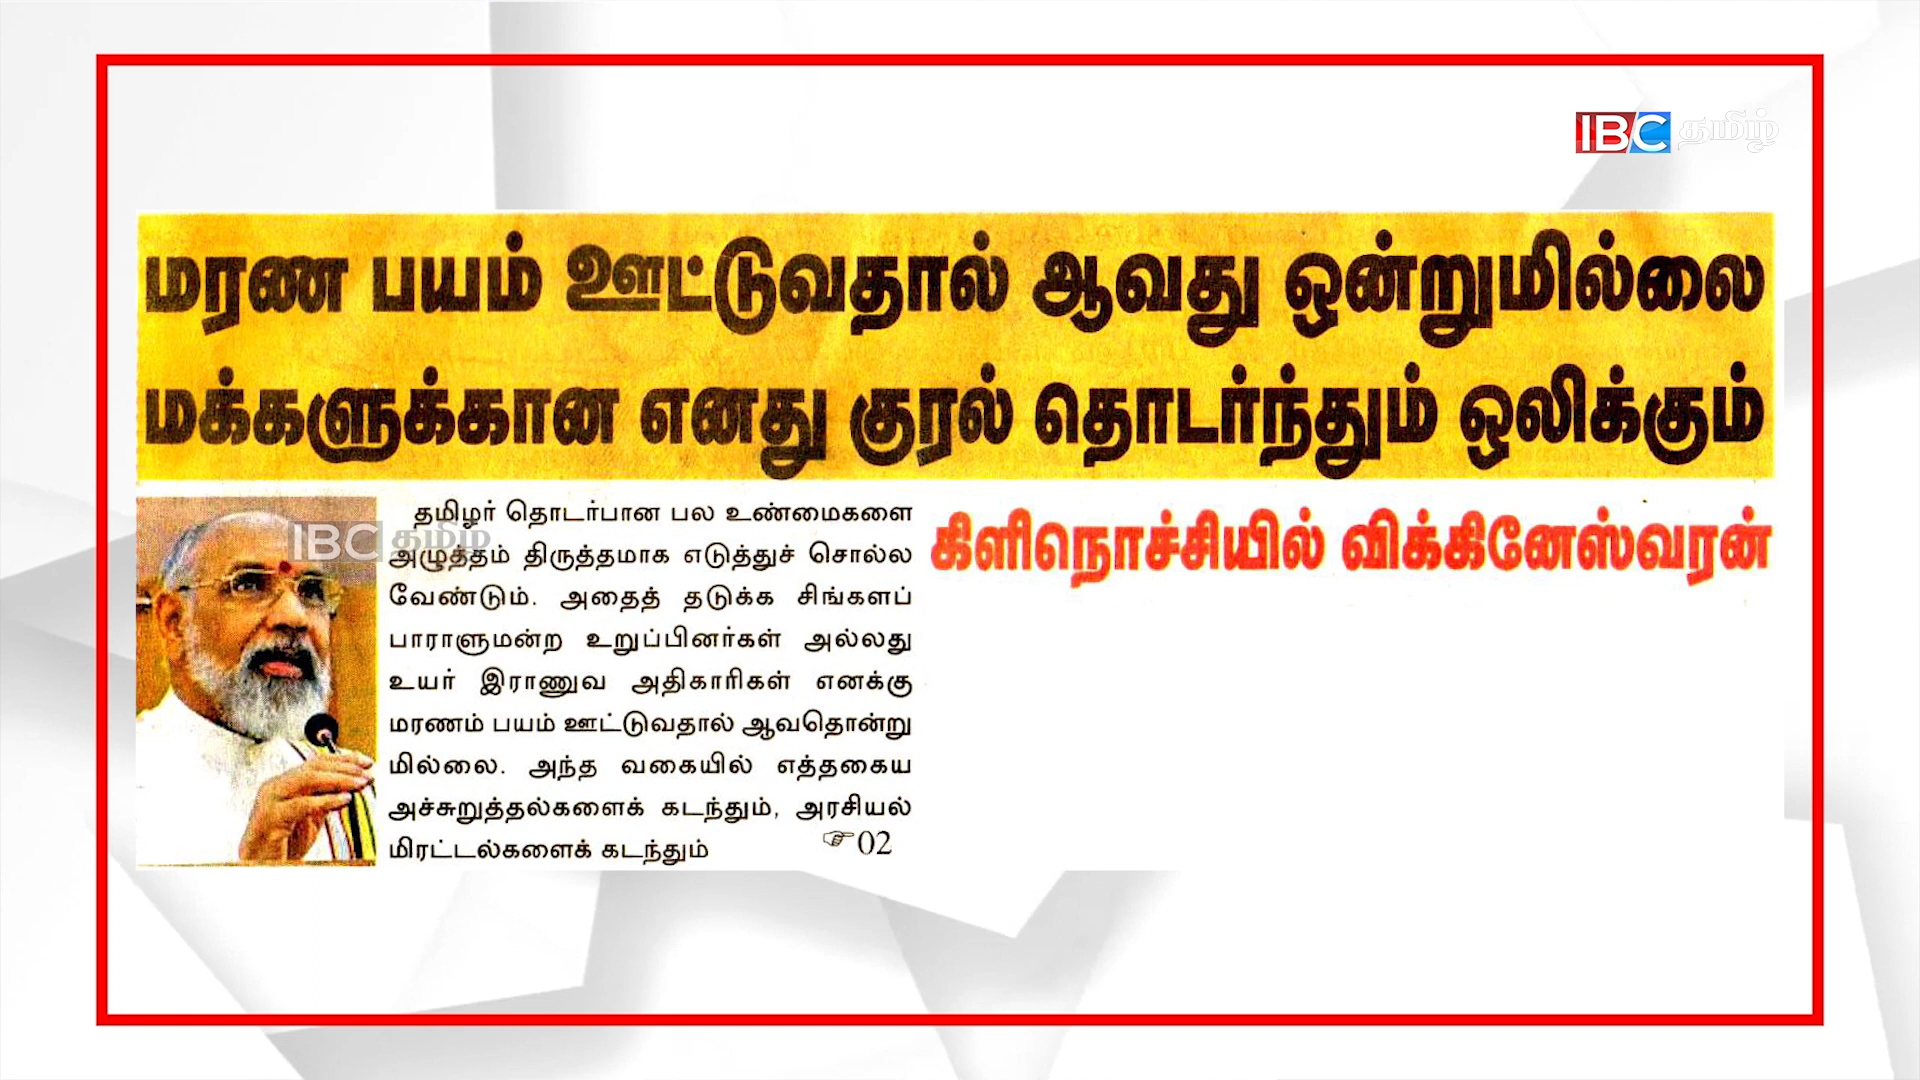 IBC தமிழ்
மரண பயம் ஊட்டுவதால் ஆவது ஒன்றுமில்லை
மக்களுக்கான எனது குரல் தொடர்ந்தும் ஒலிக்கும்
கிளிநொச்சியில் விக்கினேஸ்வரன்
IBC தமிழ்
தமிழர் தொடர்பான பல உண்மைகளை
அழுத்தம் திருத்தமாக எடுத்துச் சொல்ல
வேண்டும். அதைத் தடுக்க சிங்களப்
பாராளுமன்ற உறுப்பினர்கள் அல்லது
உயர் இராணுவ அதிகாரிகள் எனக்கு
மரணம் பயம் ஊட்டுவதால் ஆவதொன்று
மில்லை. அந்த வகையில் எத்தகைய
அச்சுறுத்தல்களைக் கடந்தும், அரசியல்
மிரட்டல்களைக் கடந்தும் ☞02